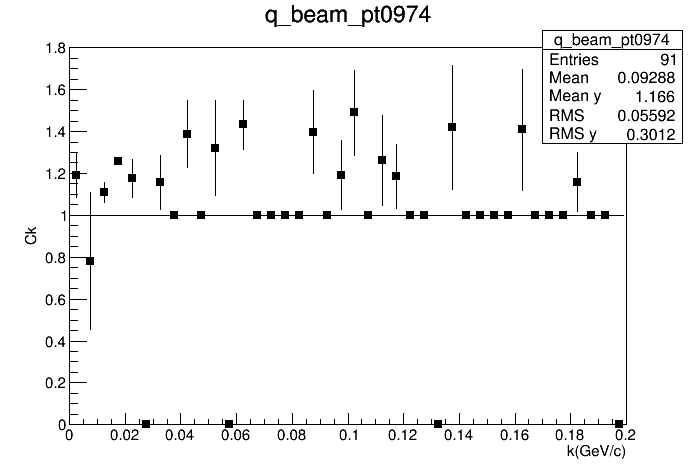 q_beam_pt0974
q_beam_pt0974
Entries 91
Mean 0.09288
Mean y 1.166
RMS 0.05592
RMS y 0.3012
1.8
1.6
1.4
1.2
1
0.8
0.6
0.4
0.2
0
Ck
0 0.02 0.04 0.06 0.08 0.1 0.12 0.14 0.16 0.18 0.2
k(GeV/c)